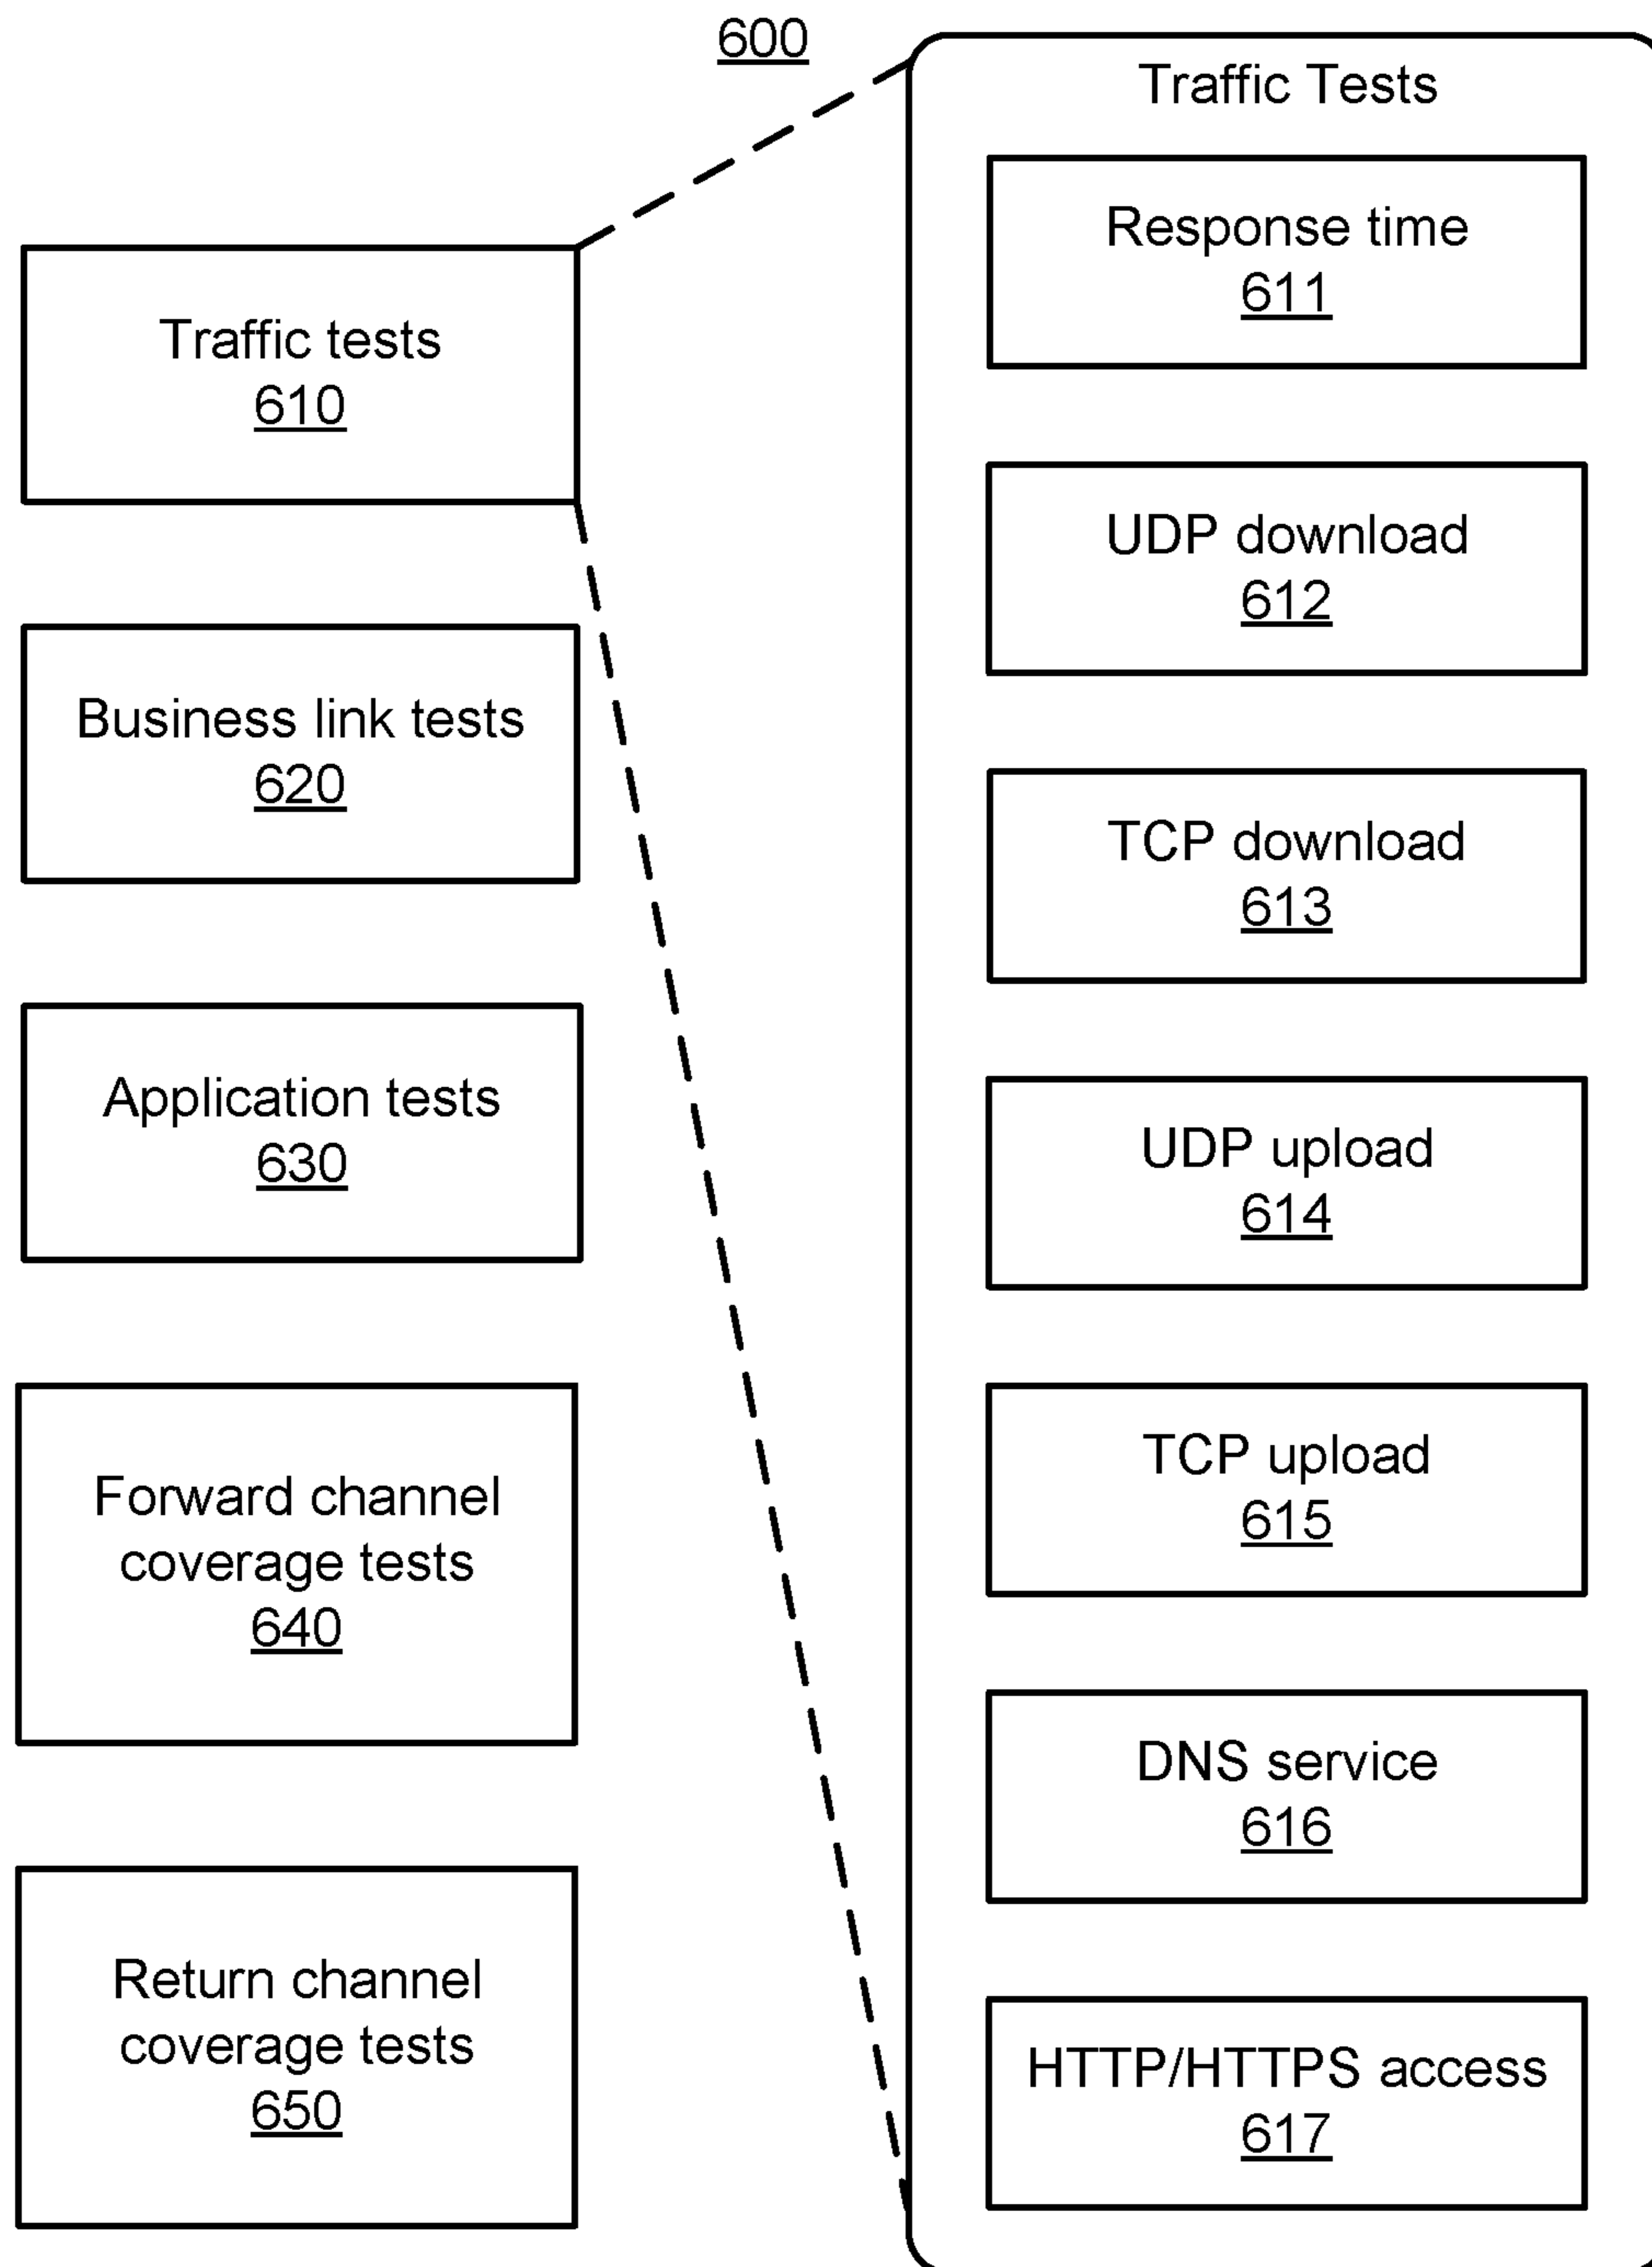 600
Traffic tests
610
Business link tests
620
Application tests
630
Forward channel
coverage tests
640
Return channel
coverage tests
650
Traffic Tests
Response time
611
UDP download
612
TCP download
613
UDP upload
614
TCP upload
615
DNS service
616
HTTP/HTTPS access
617